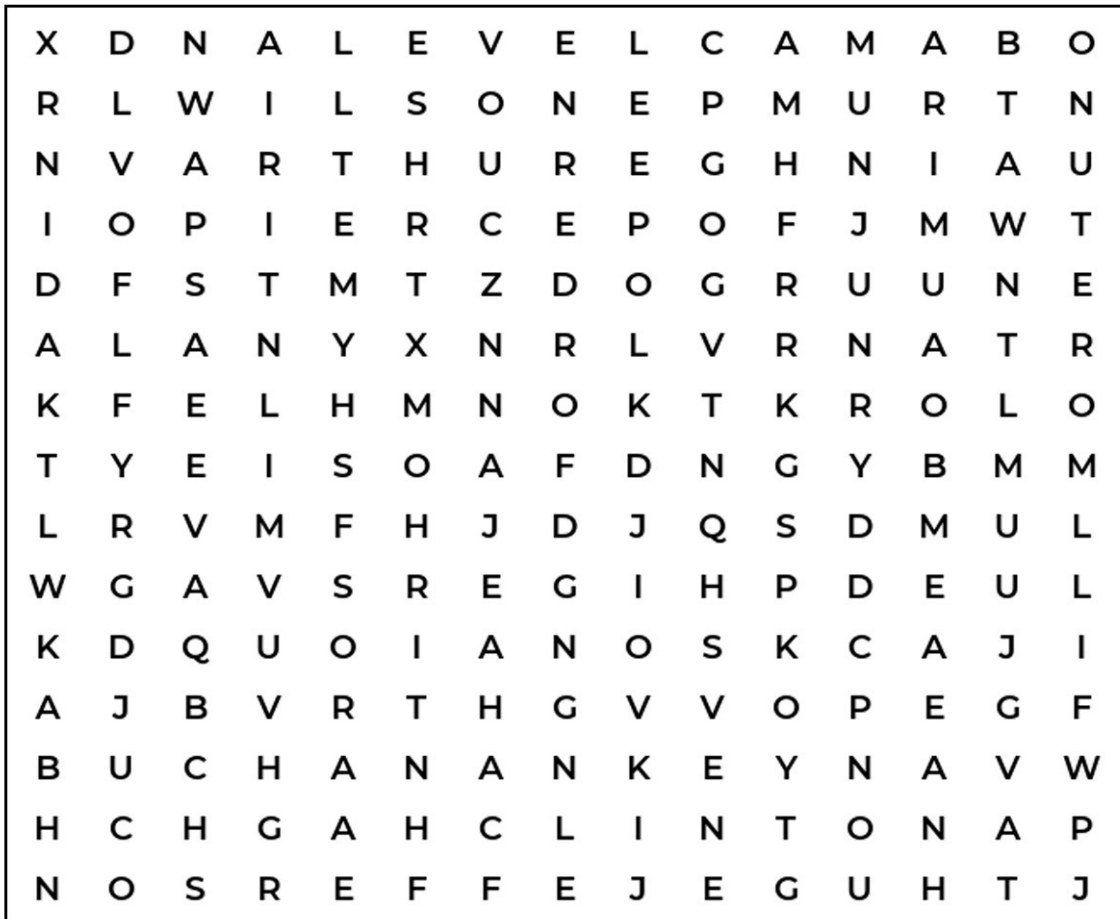 X D N A L E V E L C A M A B O
R L W I L S O N E P M U R T N
N V A R T H U R E G H N I A U
I O P I E R C E P O F J M W T
D F S T M T Z D O G R U U N E
A L A N Y X N R L V R N A T R
K F E L H M N O K T K R O L O
T Y E I S O A F D N G Y B M M
L R V M F H J D J Q S D M U L
W G A V S R E G I H P D E U L
K D Q U O I A N O S K C A J I
A J B V R T H G V V O P E G F
B U C H A N A N K E Y N A V W
H C H G A H C L I N T O N A P
N O S R E F F E J E G U H T J